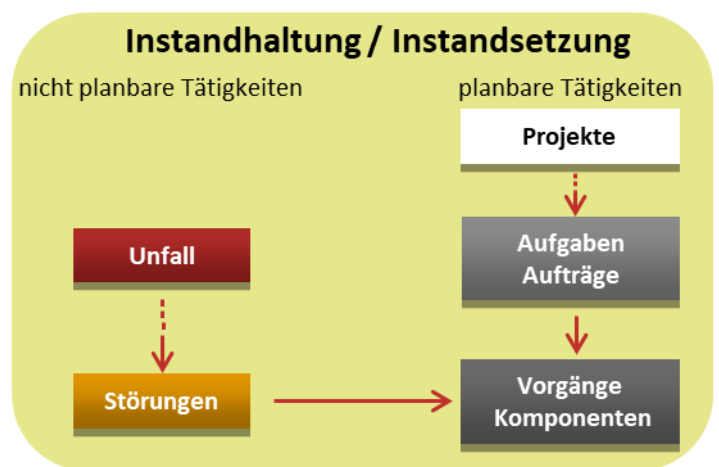 Instandhaltung / Instandsetzung
nicht planbare Tätigkeiten
planbare Tätigkeiten
Projekte
Unfall
Aufgaben
Aufträge
Störungen
Vorgänge
Komponenten